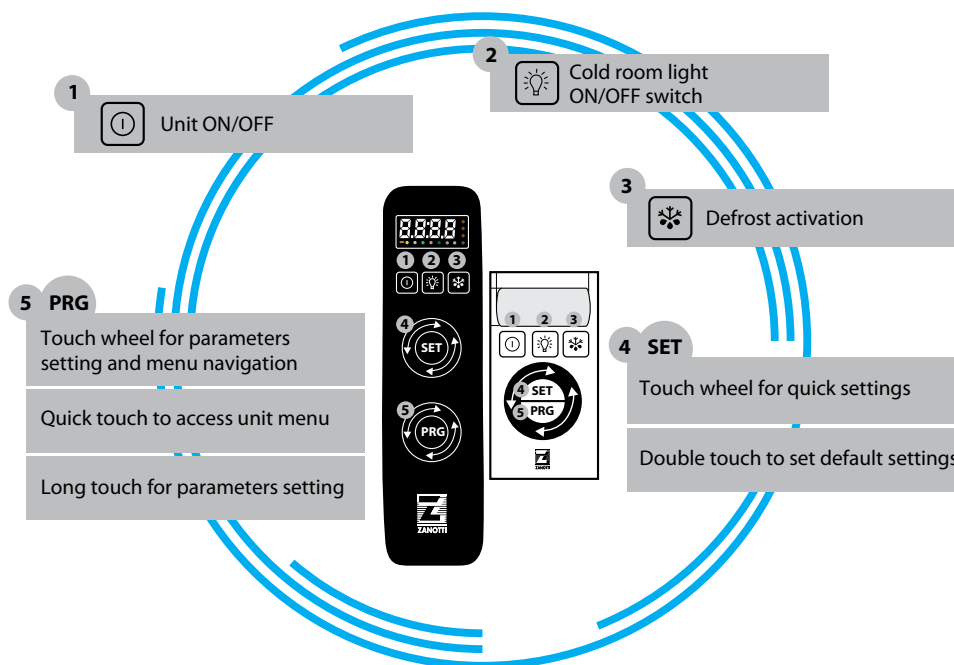 1
Unit ON/OFF
2
Cold room light
ON/OFF switch
3
Defrost activation
5 PRG
Touch wheel for parameters
setting and menu navigation
Quick touch to access unit menu
Long touch for parameters setting
4 SET
Touch wheel for quick settings
Double touch to set default settings
8.8:8.8
1 2 3
4
SET
5
PRG
ZANOTTI
1 2 3
4 SET
5 PRG
ZANOTTI